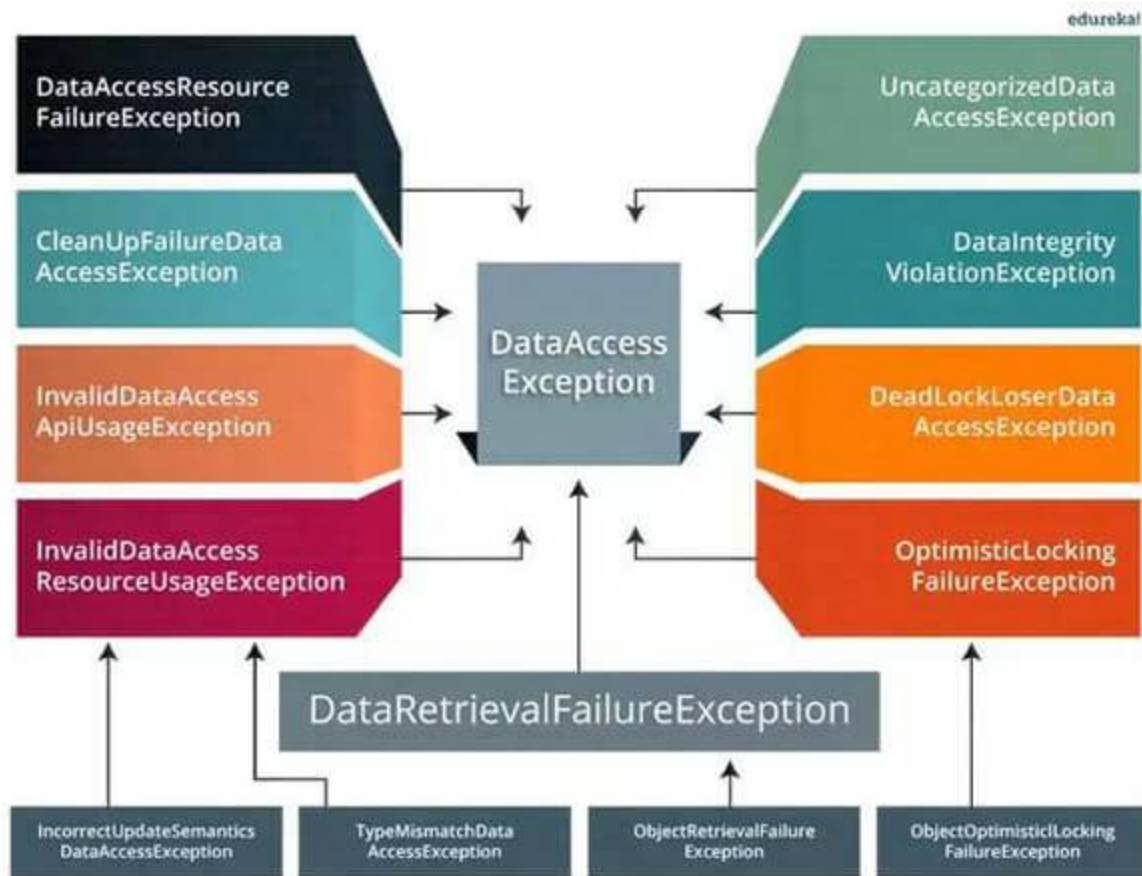 edureka!
DataAccessResource
FailureException
UncategorizedData
AccessException
CleanUpFailureData
AccessException
DataIntegrity
ViolationException
DataAccess
Exception
InvalidDataAccess
ApiUsageException
DeadLockLoserData
AccessException
InvalidDataAccess
ResourceUsageException
OptimisticLocking
FailureException
DataRetrievalFailureException
IncorrectUpdateSemantics
DataAccessException
TypeMismatchData
AccessException
ObjectRetrievalFailure
Exception
ObjectOptimisticlLocking
FailureException